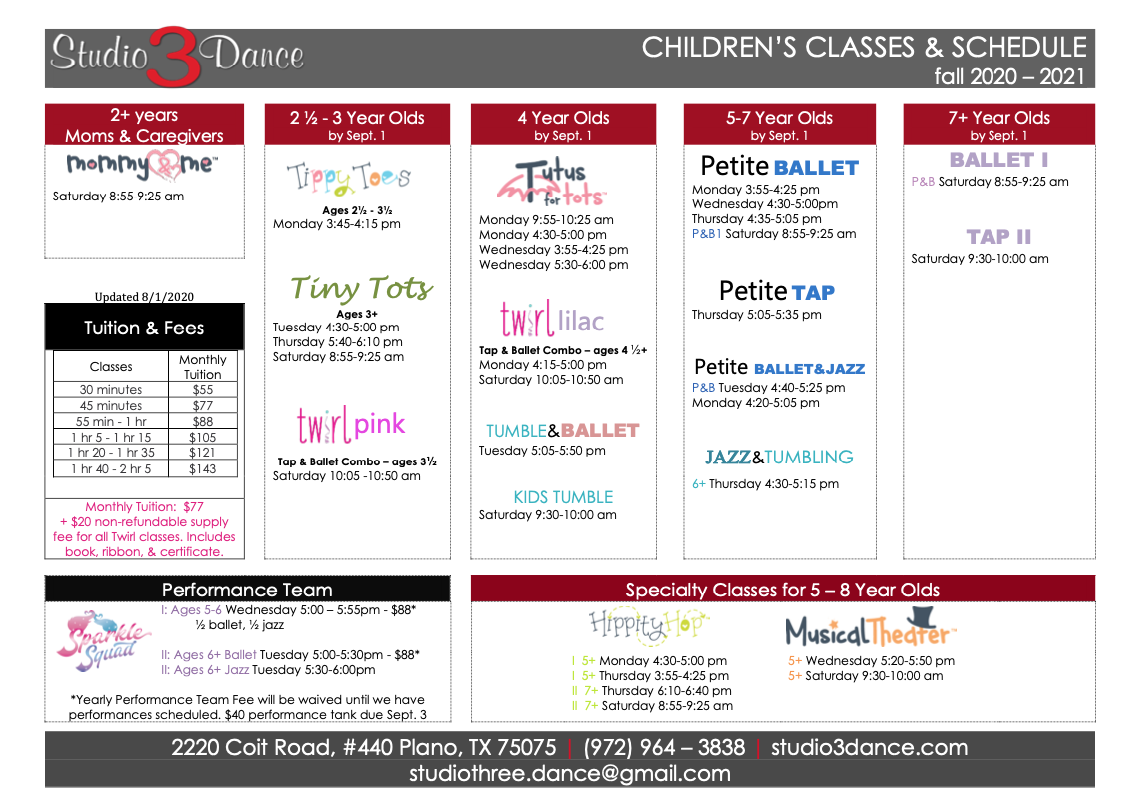 Studio 3 Dance
CHILDREN'S CLASSES & SCHEDULE
fall 2020 – 2021
2+ years
Moms & Caregivers
mommy & me™
Saturday 8:55 9:25 am
Updated 8/1/2020
Tuition & Fees
Classes Monthly Tuition
30 minutes $55
45 minutes $77
55 min - 1 hr $88
1 hr 5 - 1 hr 15 $105
1 hr 20 - 1 hr 35 $121
1 hr 40 - 2 hr 5 $143
Monthly Tuition: $77
+ $20 non-refundable supply
fee for all Twirl classes. Includes
book, ribbon, & certificate.
2 ½ - 3 Year Olds
by Sept. 1
Tippy Toes
Ages 2½ - 3½
Monday 3:45-4:15 pm
Tiny Tots
Ages 3+
Tuesday 4:30-5:00 pm
Thursday 5:40-6:10 pm
Saturday 8:55-9:25 am
twirl pink
Tap & Ballet Combo – ages 3½
Saturday 10:05 -10:50 am
4 Year Olds
by Sept. 1
Tutus
for tots™
Monday 9:55-10:25 am
Monday 4:30-5:00 pm
Wednesday 3:55-4:25 pm
Wednesday 5:30-6:00 pm
twirl lilac
Tap & Ballet Combo – ages 4 ½+
Monday 4:15-5:00 pm
Saturday 10:05-10:50 am
TUMBLE&BALLET
Tuesday 5:05-5:50 pm
KIDS TUMBLE
Saturday 9:30-10:00 am
5-7 Year Olds
by Sept. 1
Petite BALLET
Monday 3:55-4:25 pm
Wednesday 4:30-5:00pm
Thursday 4:35-5:05 pm
P&B1 Saturday 8:55-9:25 am
Petite TAP
Thursday 5:05-5:35 pm
Petite BALLET&JAZZ
P&B Tuesday 4:40-5:25 pm
Monday 4:20-5:05 pm
JAZZ&TUMBLING
6+ Thursday 4:30-5:15 pm
7+ Year Olds
by Sept. 1
BALLET I
P&B Saturday 8:55-9:25 am
TAP II
Saturday 9:30-10:00 am
Performance Team
Sparkle
Squad
I: Ages 5-6 Wednesday 5:00 – 5:55pm - $88*
½ ballet, ½ jazz
II: Ages 6+ Ballet Tuesday 5:00-5:30pm - $88*
II: Ages 6+ Jazz Tuesday 5:30-6:00pm
*Yearly Performance Team Fee will be waived until we have
performances scheduled. $40 performance tank due Sept. 3
Specialty Classes for 5 – 8 Year Olds
HippityHop™
I 5+ Monday 4:30-5:00 pm
I 5+ Thursday 3:55-4:25 pm
II 7+ Thursday 6:10-6:40 pm
II 7+ Saturday 8:55-9:25 am
MusicalTheater™
5+ Wednesday 5:20-5:50 pm
5+ Saturday 9:30-10:00 am
2220 Coit Road, #440 Plano, TX 75075 | (972) 964 – 3838 | studio3dance.com
studiothree.dance@gmail.com